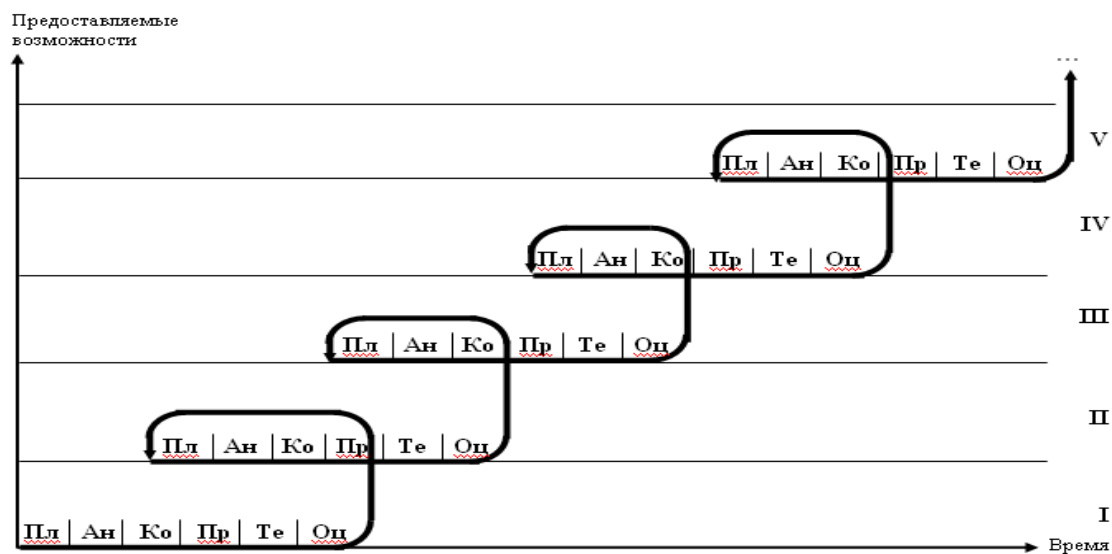 Предоставляемые
возможности
...
V
Пл | Ан | Ко | Пр | Те | Оц
IV
Пл | Ан | Ко | Пр | Те | Оц
III
Пл | Ан | Ко | Пр | Те | Оц
II
Пл | Ан | Ко | Пр | Те | Оц
I
Пл | Ан | Ко | Пр | Те | Оц
Время